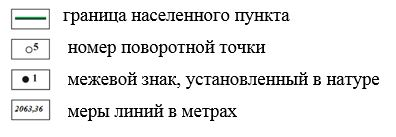 граница населенного пункта
5 номер поворотной точки
1 межевой знак, установленный в натуре
2063,36 меры линий в метрах